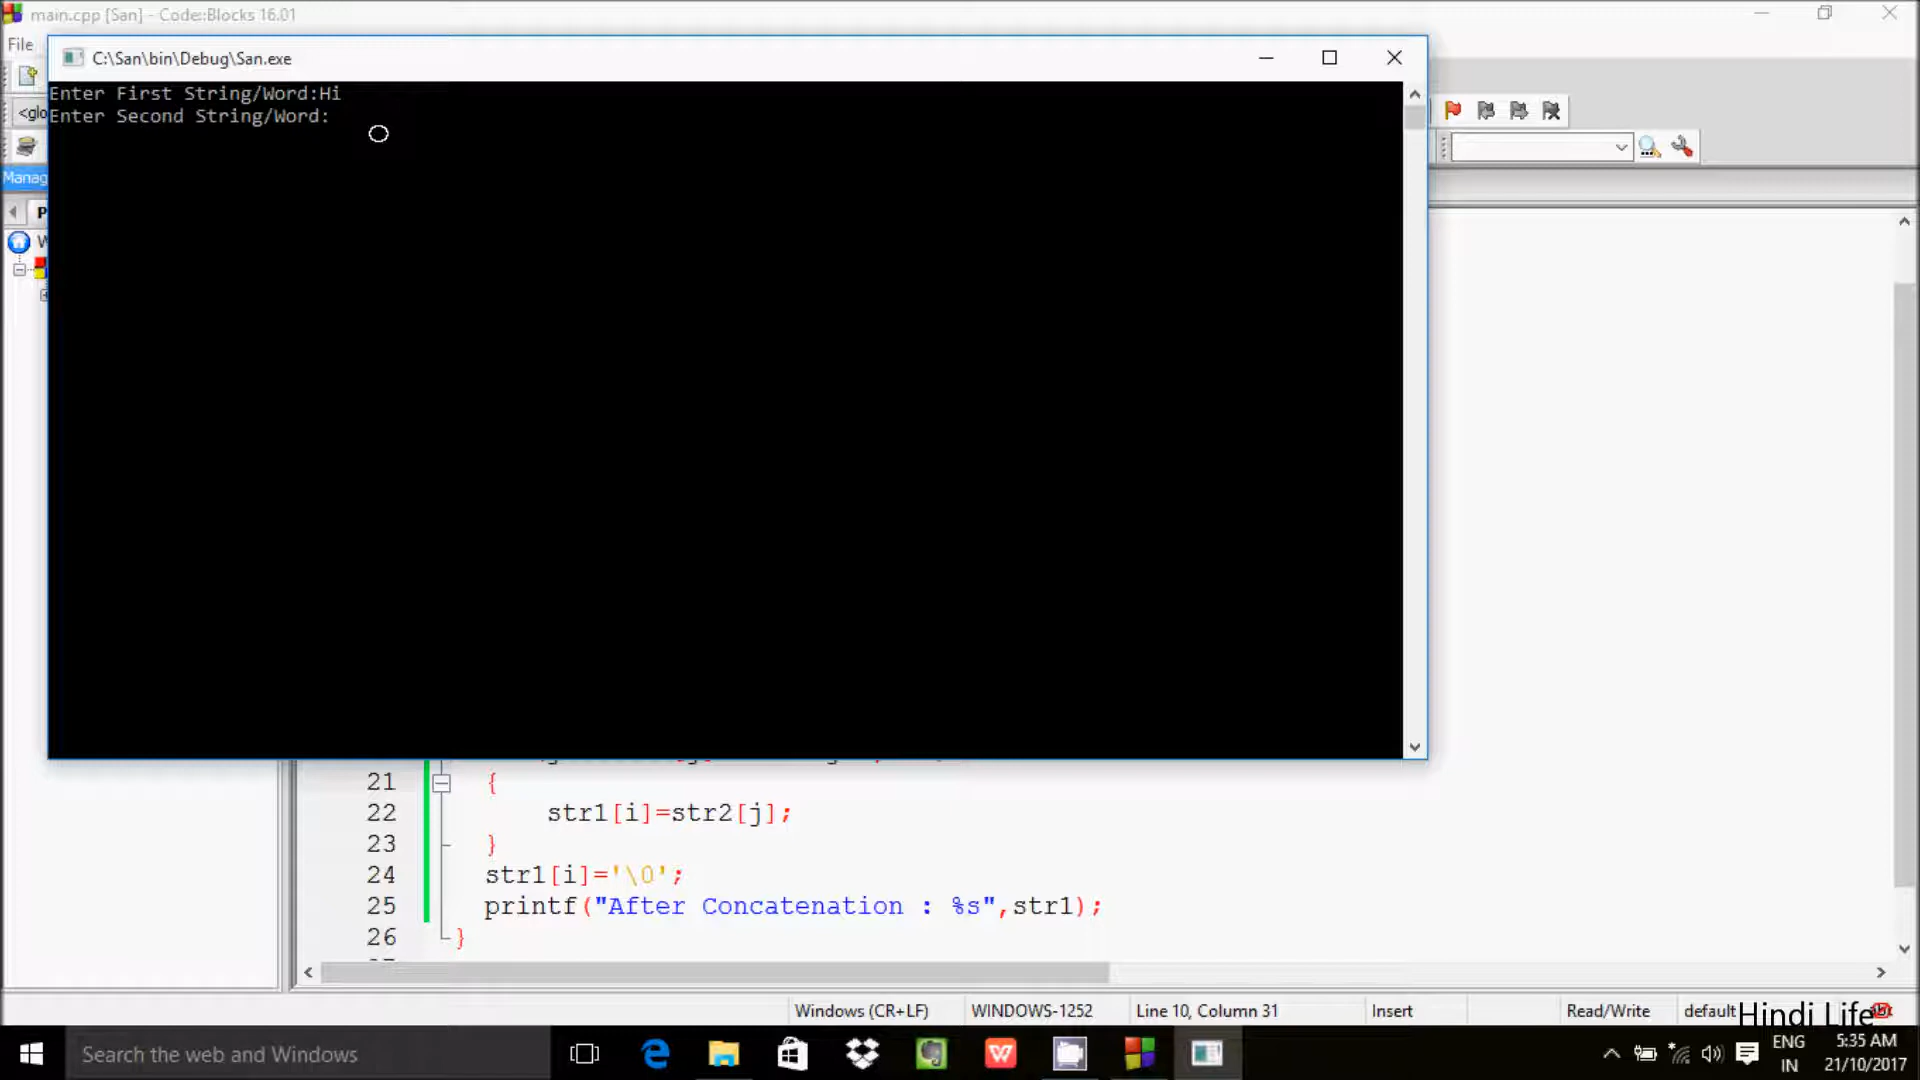 main.cpp [San] - Code::Blocks 16.01
File
C:\San\bin\Debug\San.exe
Enter First String/Word:Hi
<glo
Enter Second String/Word:
Manag
P
W
21 {
22 str1[i]=str2[j];
23 }
24 str1[i]='\0';
25 printf("After Concatenation : %s",str1);
26 }
Windows (CR+LF) WINDOWS-1252 Line 10, Column 31 Insert Read/Write default
Hindi Life
Search the web and Windows
ENG
IN
5:35 AM
21/10/2017